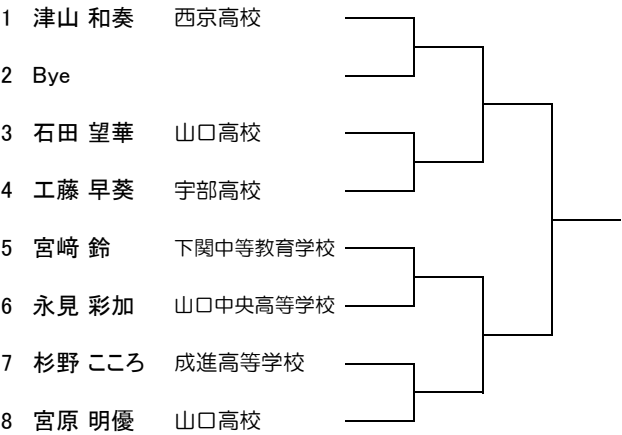 1 津山 和奏 西京高校
2 Bye
3 石田 望華 山口高校
4 工藤 早葵 宇部高校
5 宮﨑 鈴 下関中等教育学校
6 永見 彩加 山口中央高等学校
7 杉野 こころ 成進高等学校
8 宮原 明優 山口高校